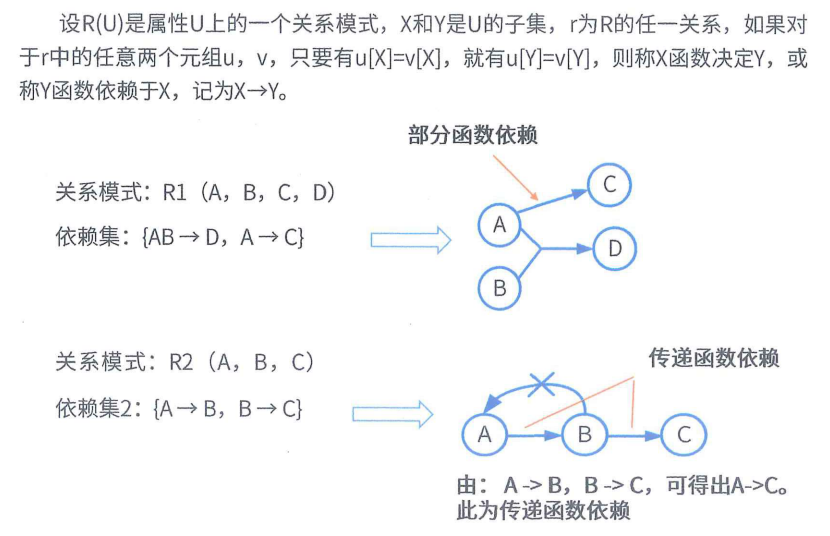 设R(U)是属性U上的一个关系模式，X和Y是U的子集，r为R的任一关系，如果对
于r中的任意两个元组u，v，只要有u[X]=v[X]，就有u[Y]=v[Y]，则称X函数决定Y，或
称Y函数依赖于X，记为X→Y。
部分函数依赖
关系模式：R1（A，B，C，D）
依赖集：{AB→D，A→C}
A
B
C
D
关系模式：R2（A，B，C）
依赖集2：{A→B，B→C}
传递函数依赖
A
B
C
由： A -> B，B -> C，可得出A->C。
此为传递函数依赖